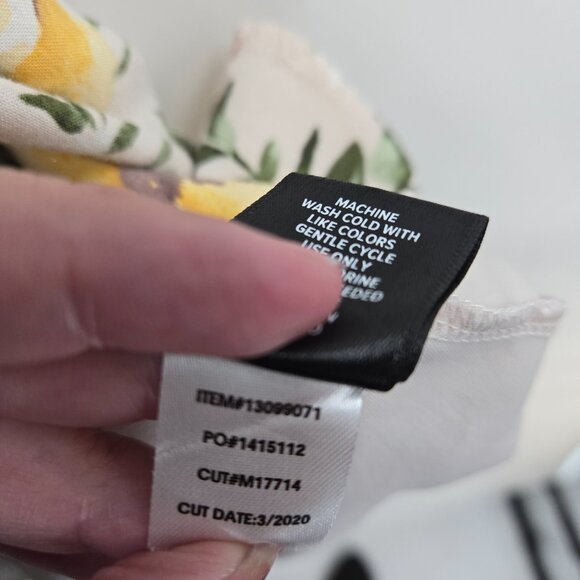 MACHINE
WASH COLD WITH
LIKE COLORS
GENTLE CYCLE
USE ONLY
ITEM#13099071
PO#1415112
CUT#M17714
CUT DATE:3/2020